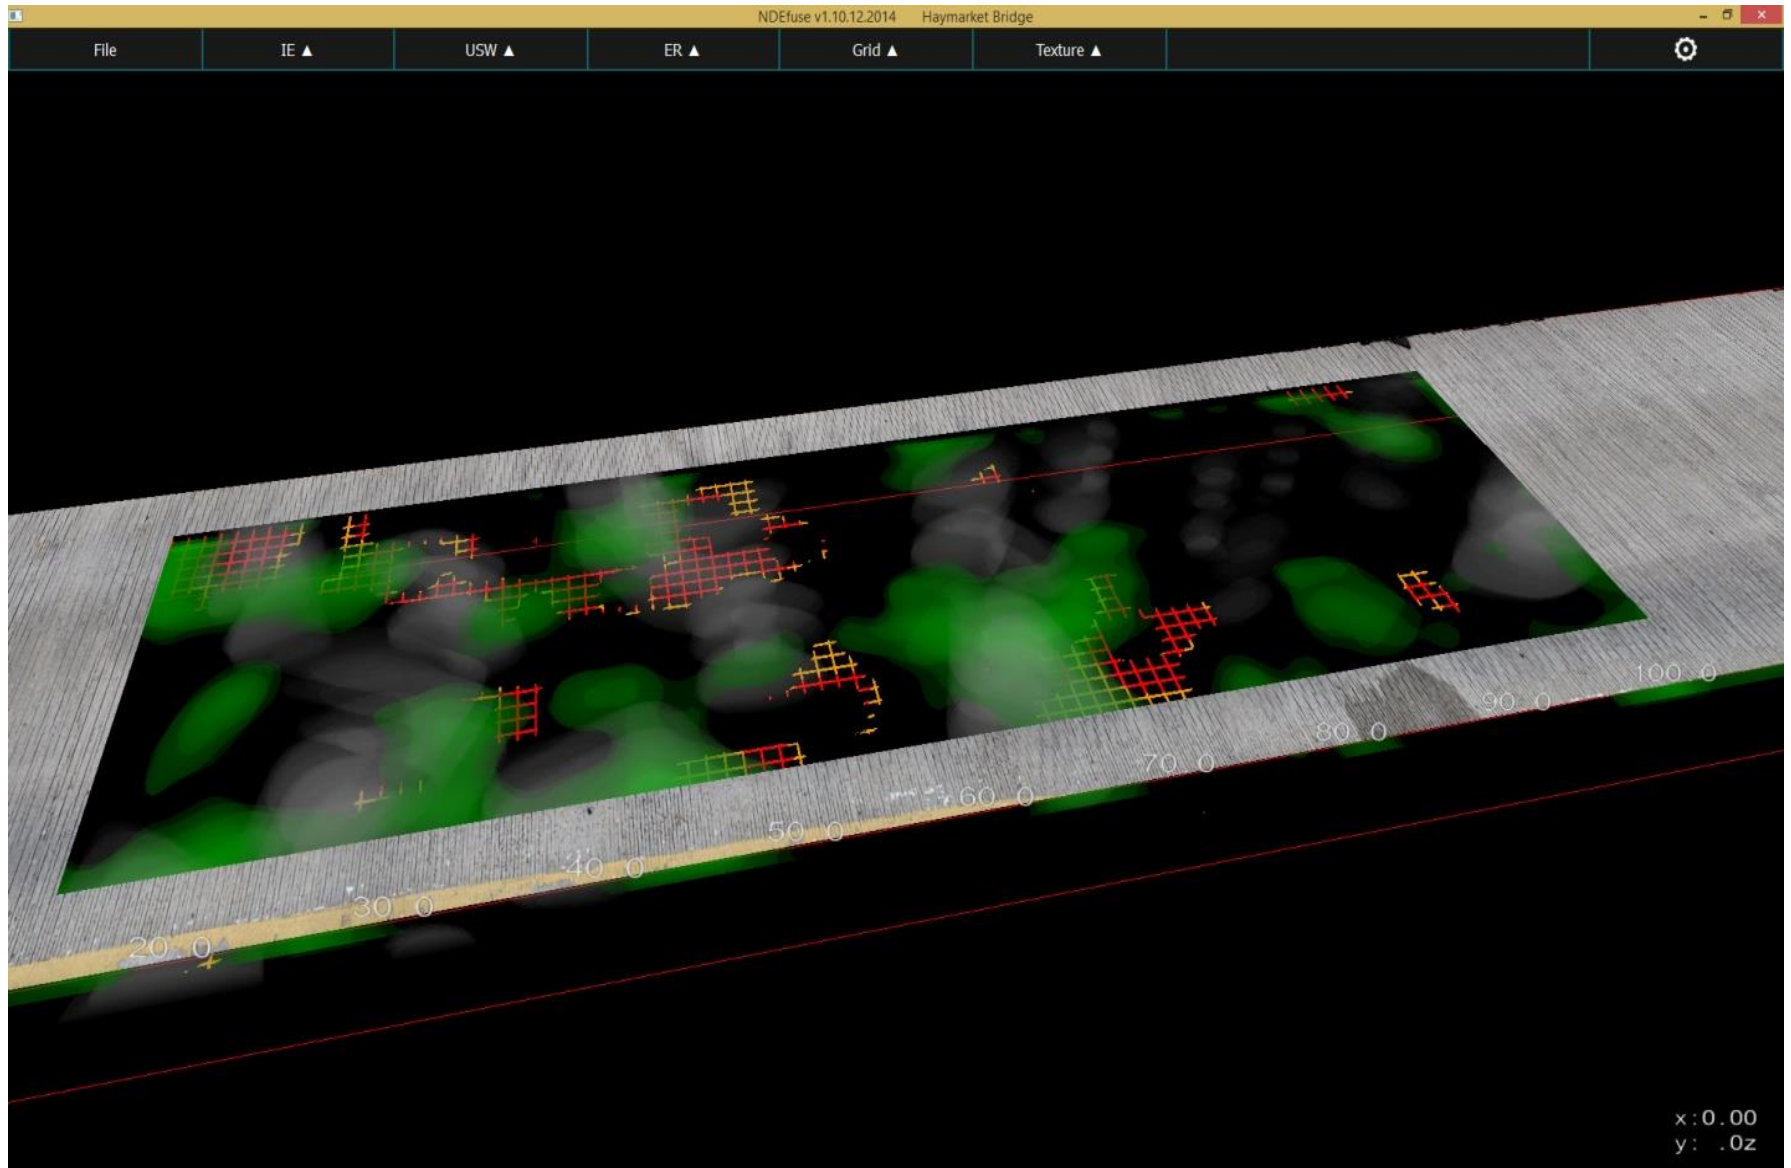 NDEfuse v1.10.12.2014 Haymarket Bridge
File IE ▲ USW ▲ ER ▲ Grid ▲ Texture ▲
100.0
90.0
80.0
70.0
60.0
50.0
40.0
30.0
20.0
x:0.00
y: .0z